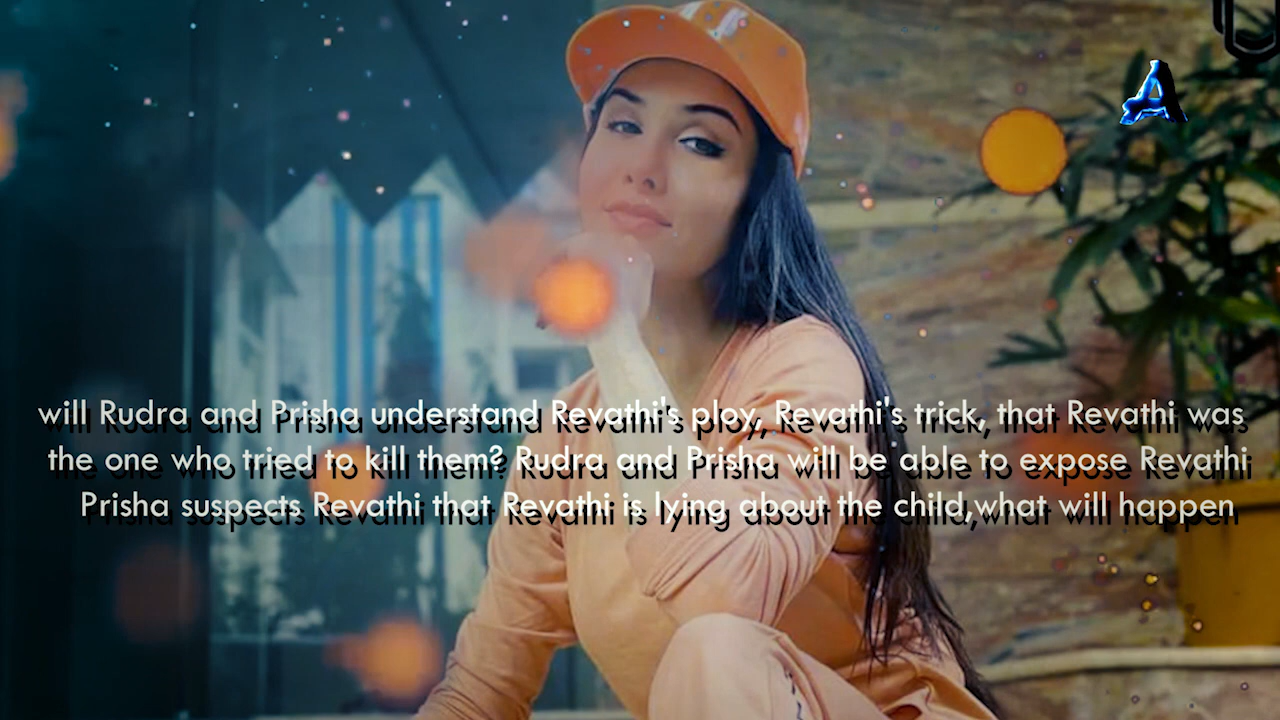 A
will Rudra and Prisha understand Revathi's ploy, Revathi's trick, that Revathi was
the one who tried to kill them? Rudra and Prisha will be able to expose Revathi
Prisha suspects Revathi that Revathi is lying about the child,what will happen